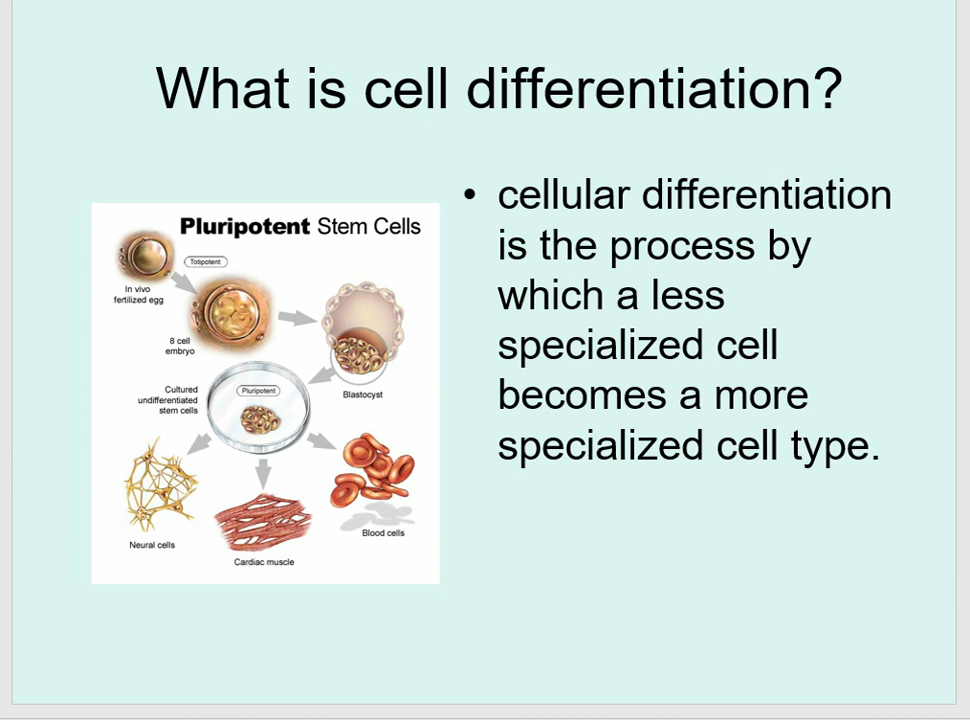 What is cell differentiation?
Pluripotent Stem Cells
Totipotent
In vivo
fertilized egg
8 cell
embryo
Cultured
undifferentiated
stem cells
Pluripotent
Blastocyst
Neural cells
Cardiac muscle
Blood cells
• cellular differentiation
is the process by
which a less
specialized cell
becomes a more
specialized cell type.